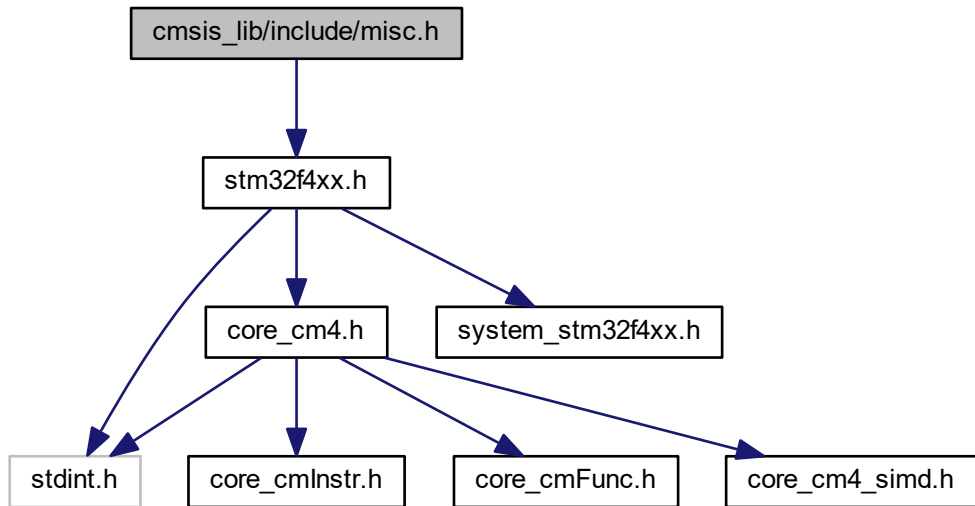 cmsis_lib/include/misc.h
stm32f4xx.h
core_cm4.h
system_stm32f4xx.h
stdint.h
core_cmInstr.h
core_cmFunc.h
core_cm4_simd.h